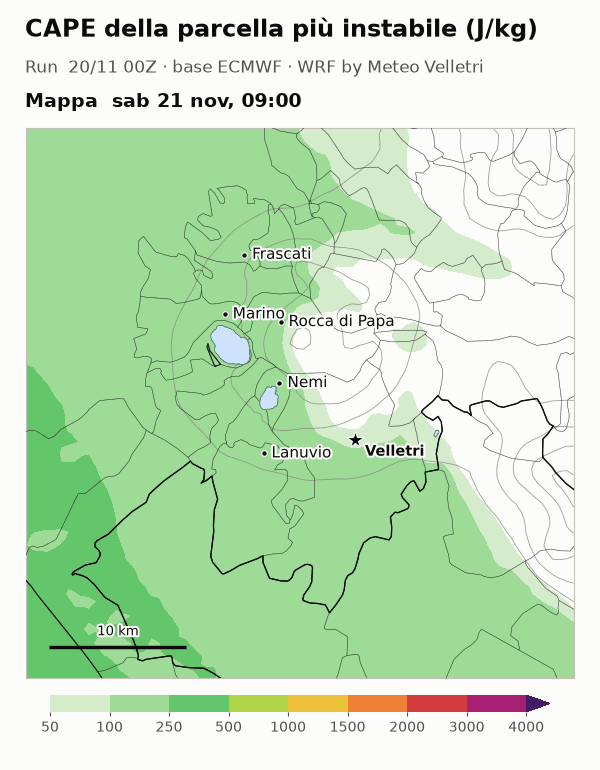 CAPE della parcella più instabile (J/kg)
Run  20/11 00Z · base ECMWF · WRF by Meteo Velletri
Mappa  sab 21 nov, 09:00
Frascati
Marino
Rocca di Papa
Nemi
Velletri
Lanuvio
10 km
50 100 250 500 1000 1500 2000 3000 4000